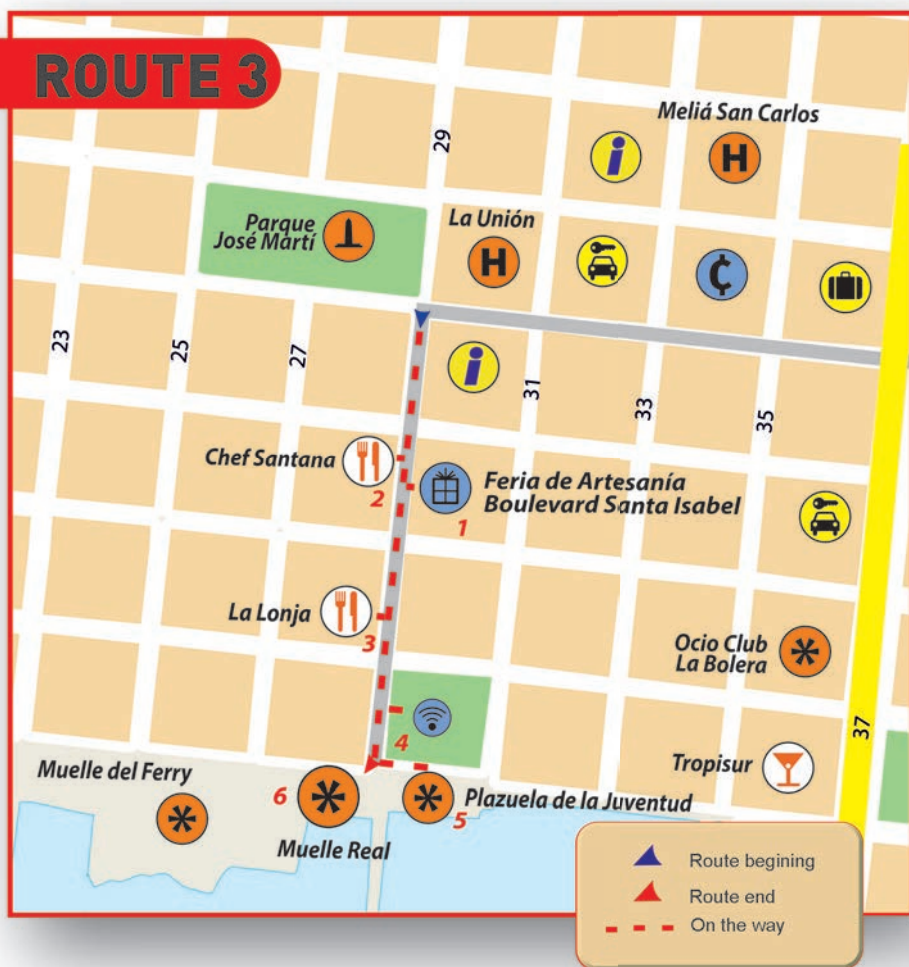 ROUTE 3
Meliá San Carlos
29
i
H
Parque
José Martí
La Unión
H
¢
23
25
27
i
31
33
35
Chef Santana
2
Feria de Artesanía
Boulevard Santa Isabel
1
La Lonja
3
Ocio Club
La Bolera
4
37
Muelle del Ferry
Tropisur
6
Plazuela de la Juventud
5
Muelle Real
Route begining
Route end
On the way